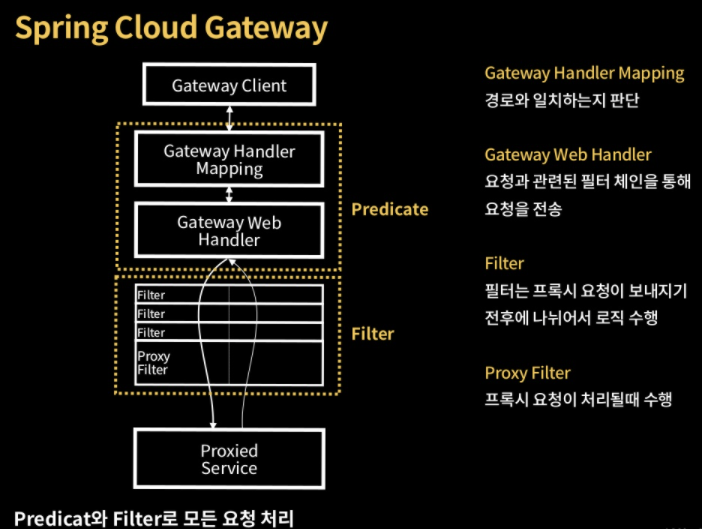 Spring Cloud Gateway
Gateway Client
Gateway Handler
Mapping
Gateway Web
Handler
Predicate
Filter
Filter
Filter
Proxy
Filter
Filter
Proxied
Service
Gateway Handler Mapping
경로와 일치하는지 판단
Gateway Web Handler
요청과 관련된 필터 체인을 통해
요청을 전송
Filter
필터는 프록시 요청이 보내지기
전후에 나뉘어서 로직 수행
Proxy Filter
프록시 요청이 처리될때 수행
Predicat와 Filter로 모든 요청 처리